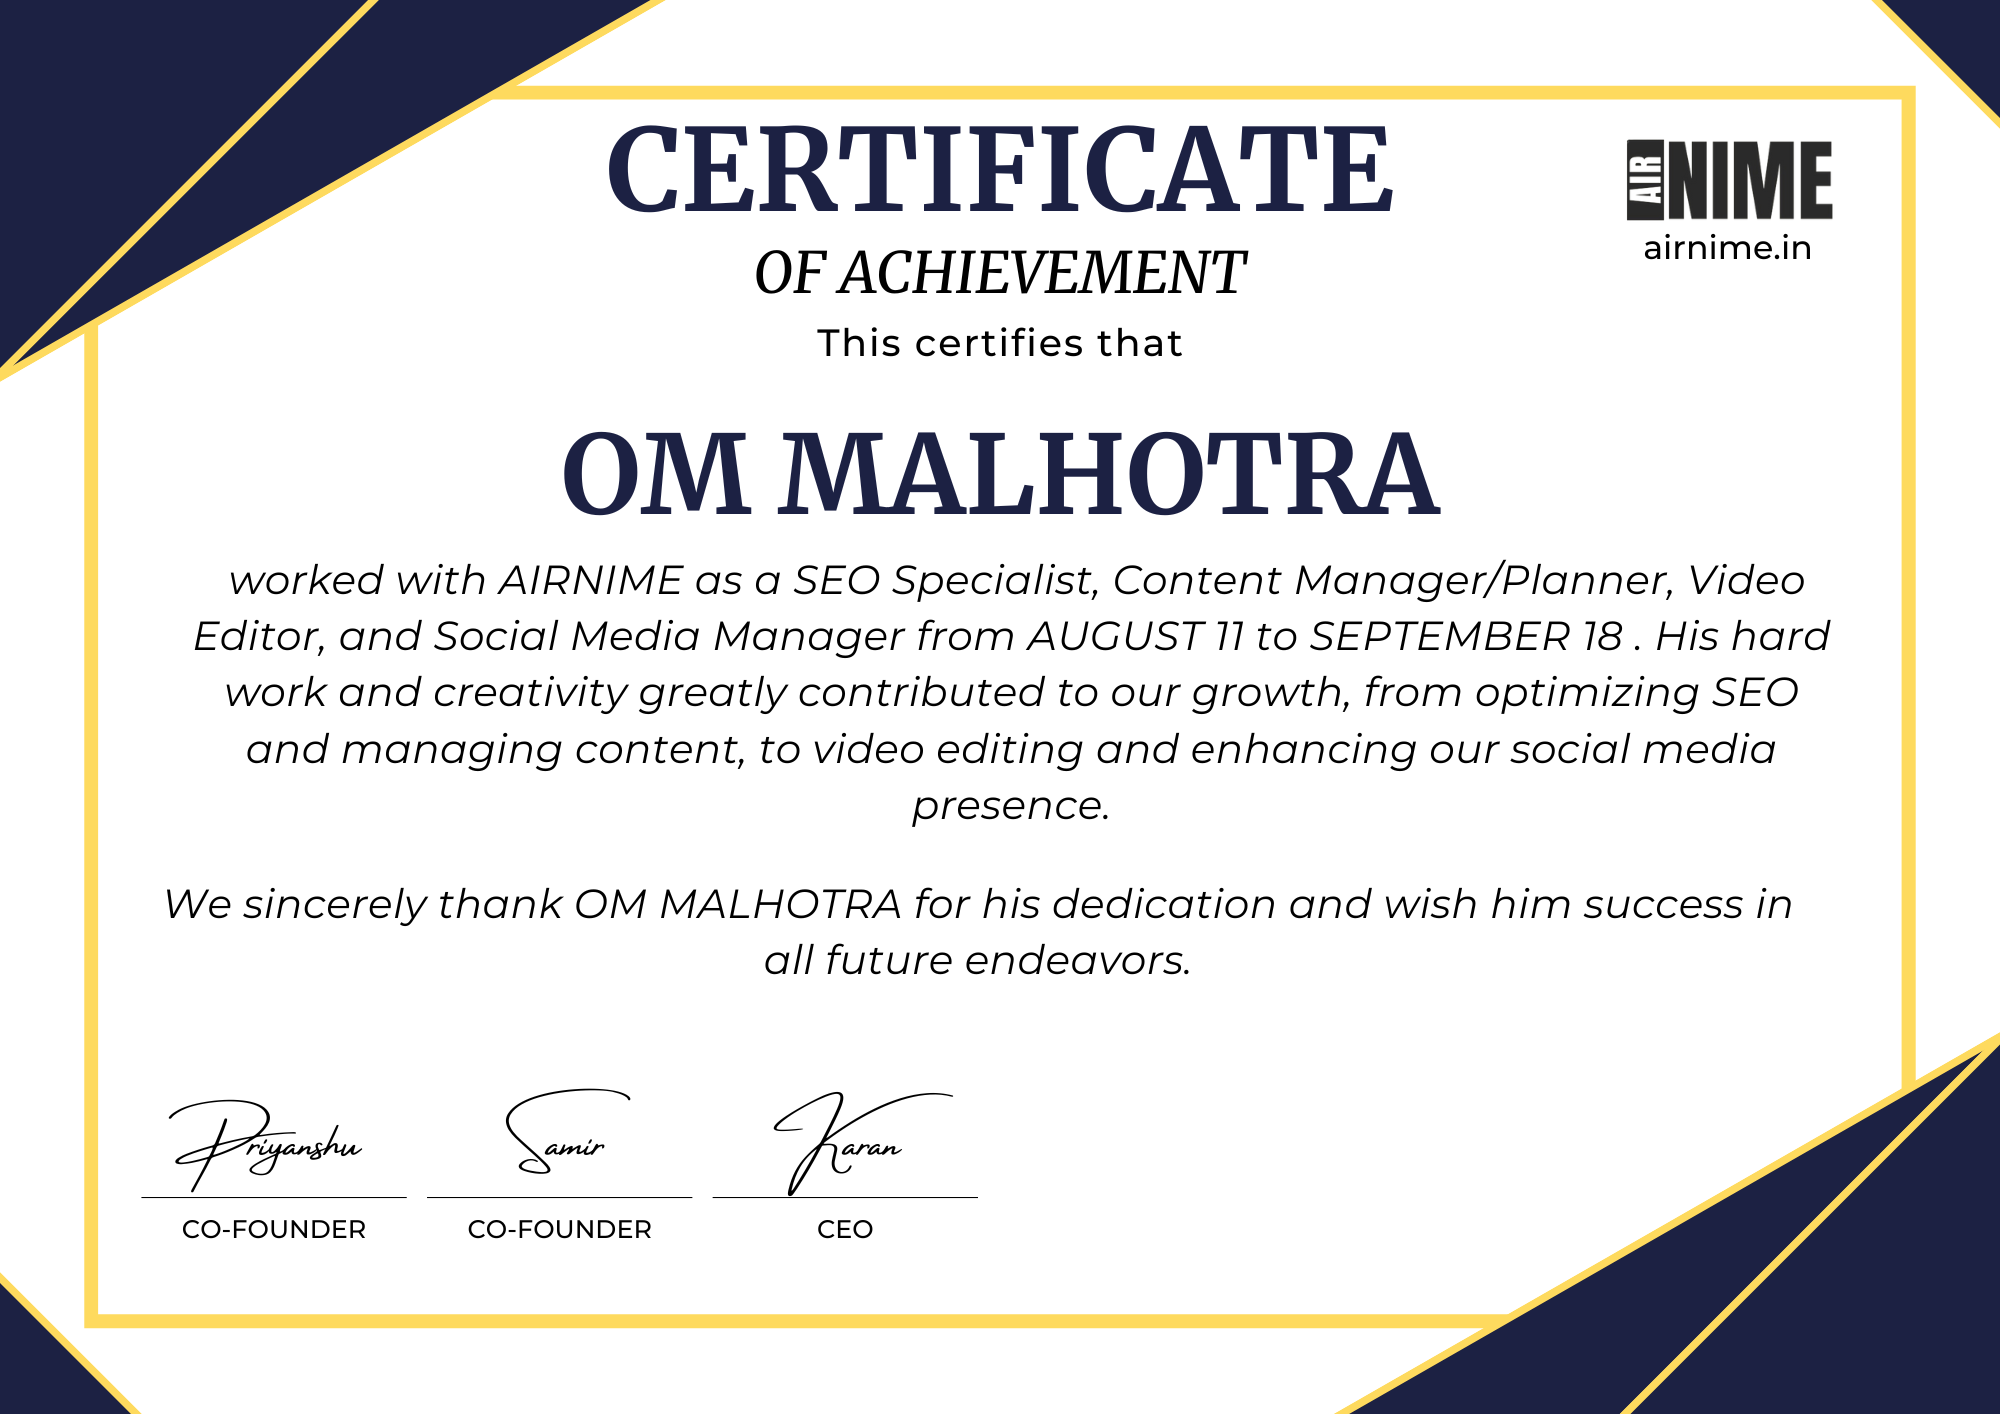 CERTIFICATE
AIRNIME
airnime.in
OF ACHIEVEMENT
This certifies that
OM MALHOTRA
worked with AIRNIME as a SEO Specialist, Content Manager/Planner, Video
Editor, and Social Media Manager from AUGUST 11 to SEPTEMBER 18 . His hard
work and creativity greatly contributed to our growth, from optimizing SEO
and managing content, to video editing and enhancing our social media
presence.
We sincerely thank OM MALHOTRA for his dedication and wish him success in
all future endeavors.
Priyanshu Samir Karan
CO-FOUNDER CO-FOUNDER CEO